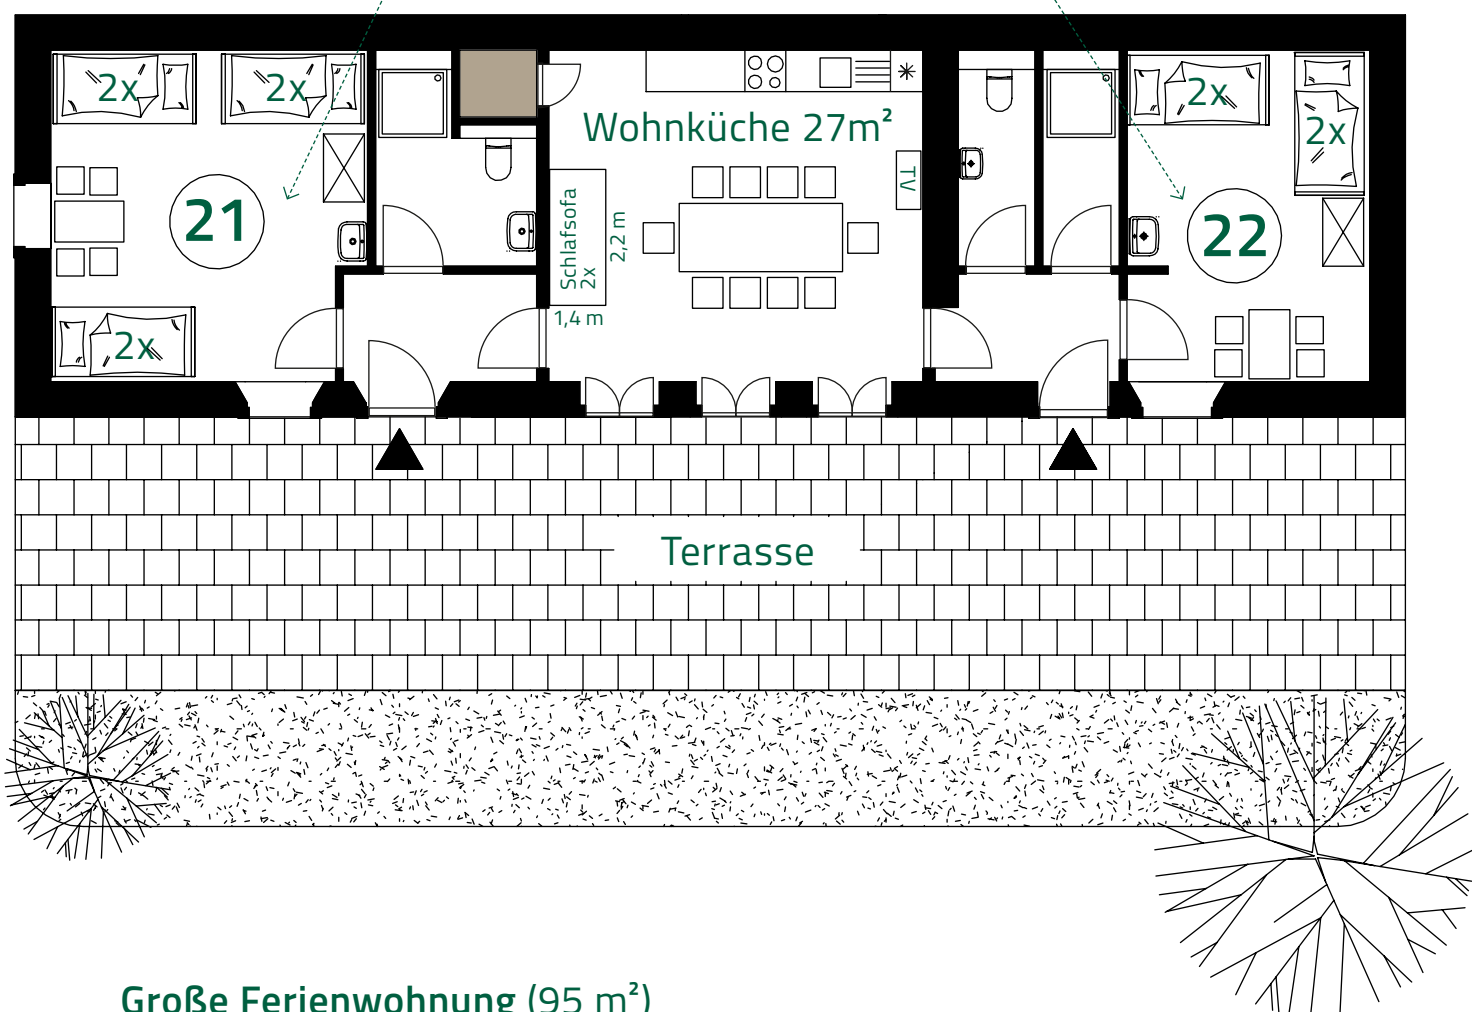 2x
2x
2x
2x
Wohnküche 27m²
2x
TV
21
22
Schlafsofa
2x
2,2 m
1,4 m
2x
Terrasse
Große Ferienwohnung (95 m²)